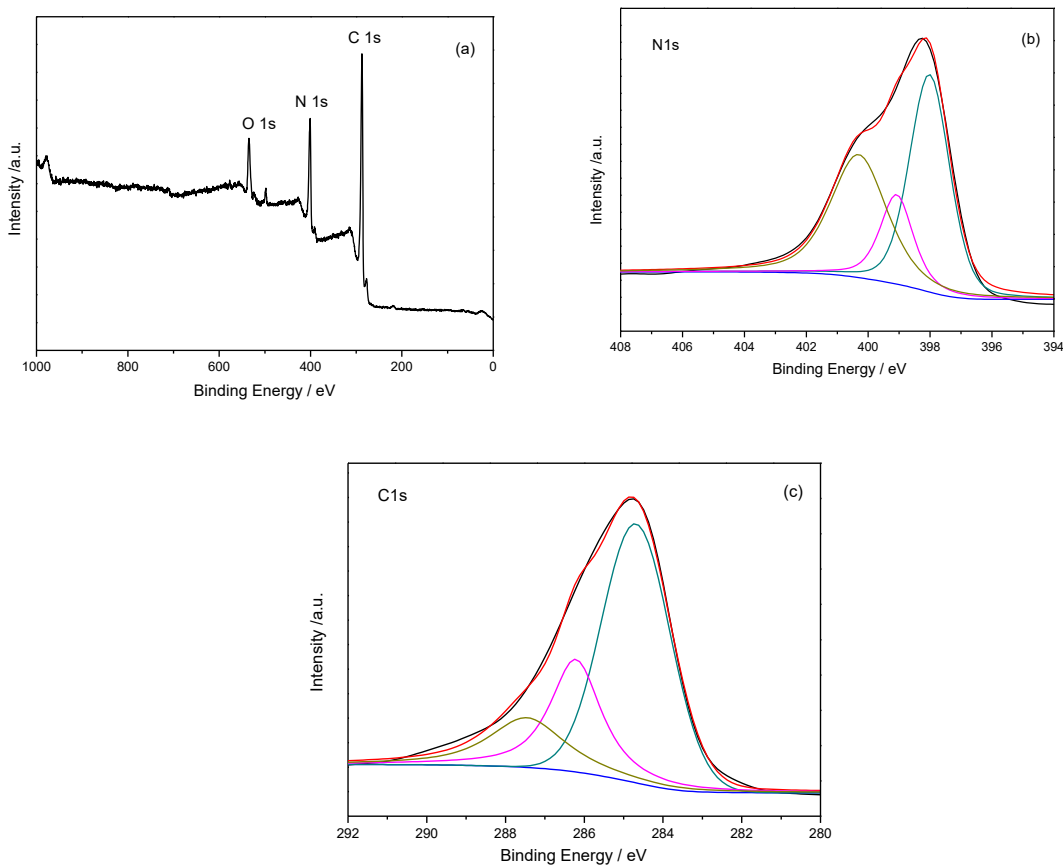 C 1s
(a)
N 1s
O 1s
Intensity /a.u.
1000
800
600
400
200
0
Binding Energy / eV
N1s
(b)
Intensity /a.u.
408
406
404
402
400
398
396
394
Binding Energy / eV
C1s
(c)
Intensity /a.u.
292
290
288
286
284
282
280
Binding Energy / eV